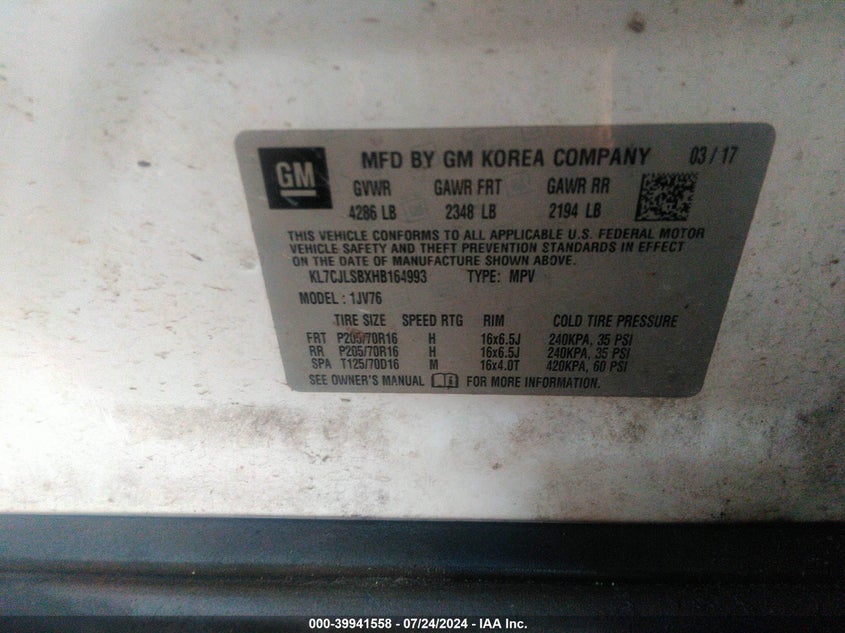 GM
MFD BY GM KOREA COMPANY 03/17
GVWR GAWR FRT GAWR RR
4286 LB 2348 LB 2194 LB
THIS VEHICLE CONFORMS TO ALL APPLICABLE U.S. FEDERAL MOTOR
VEHICLE SAFETY AND THEFT PREVENTION STANDARDS IN EFFECT
ON THE DATE OF MANUFACTURE SHOWN ABOVE.
KL7CJLSBXHB164993 TYPE: MPV
MODEL : 1JV76
TIRE SIZE SPEED RTG RIM COLD TIRE PRESSURE
FRT P205/70R16 H 16x6.5J 240KPA, 35 PSI
RR P205/70R16 H 16x6.5J 240KPA, 35 PSI
SPA T125/70D16 M 16x4.0T 420KPA, 60 PSI
SEE OWNER'S MANUAL FOR MORE INFORMATION.
000-39941558 - 07/24/2024 - IAA Inc.